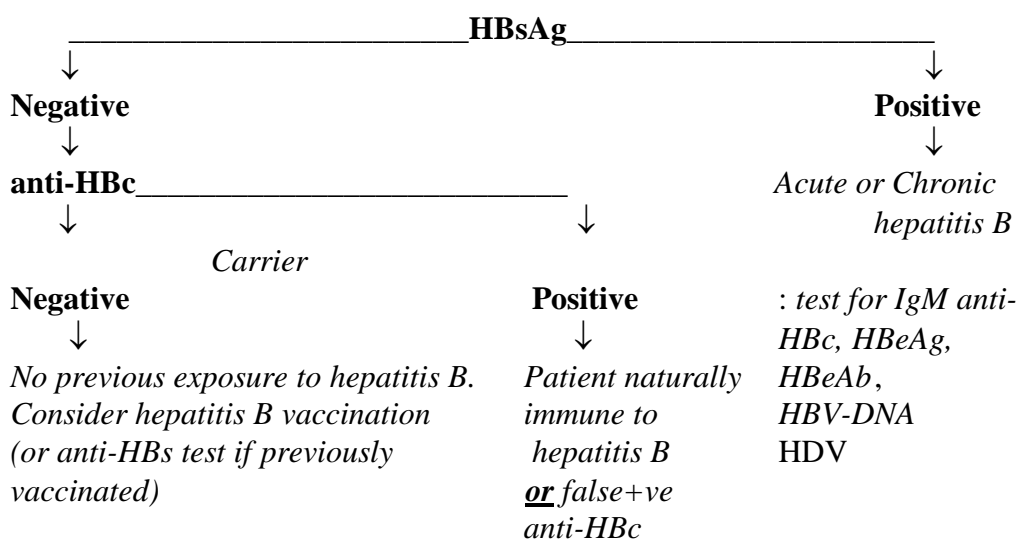 HBsAg
Negative Positive
anti-HBc Acute or Chronic
hepatitis B
Carrier
Negative Positive : test for IgM anti-
HBc, HBeAg,
No previous exposure to hepatitis B. Patient naturally HBeAb,
Consider hepatitis B vaccination immune to HBV-DNA
(or anti-HBs test if previously hepatitis B HDV
vaccinated) or false+ve
anti-HBc